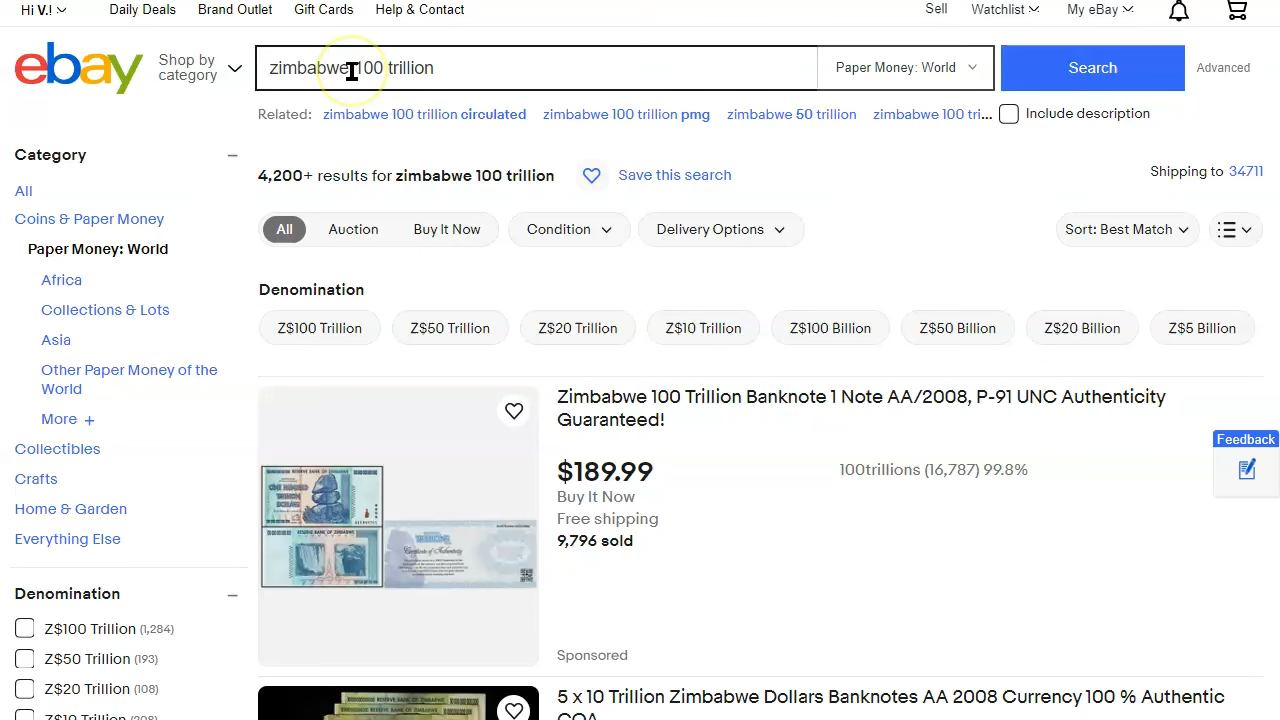 Hi V.! Daily Deals Brand Outlet Gift Cards Help & Contact Sell Watchlist My eBay
ebay Shop by category zimbabwe 100 trillion Paper Money: World Search Advanced
Related: zimbabwe 100 trillion circulated zimbabwe 100 trillion pmg zimbabwe 50 trillion zimbabwe 100 tri... Include description
Category
4,200+ results for zimbabwe 100 trillion Save this search Shipping to 34711
All
Coins & Paper Money
Paper Money: World
Africa
Collections & Lots
Asia
Other Paper Money of the
World
More +
Collectibles
Crafts
Home & Garden
Everything Else
All Auction Buy It Now Condition Delivery Options Sort: Best Match
Denomination
Z$100 Trillion Z$50 Trillion Z$20 Trillion Z$10 Trillion Z$100 Billion Z$50 Billion Z$20 Billion Z$5 Billion
Zimbabwe 100 Trillion Banknote 1 Note AA/2008, P-91 UNC Authenticity
Guaranteed!
$189.99 100trillions (16,787) 99.8%
Buy It Now
Free shipping
9,796 sold
Sponsored
Feedback
Denomination
Z$100 Trillion (1,284)
Z$50 Trillion (193)
Z$20 Trillion (108)
5 x 10 Trillion Zimbabwe Dollars Banknotes AA 2008 Currency 100 % Authentic
COA